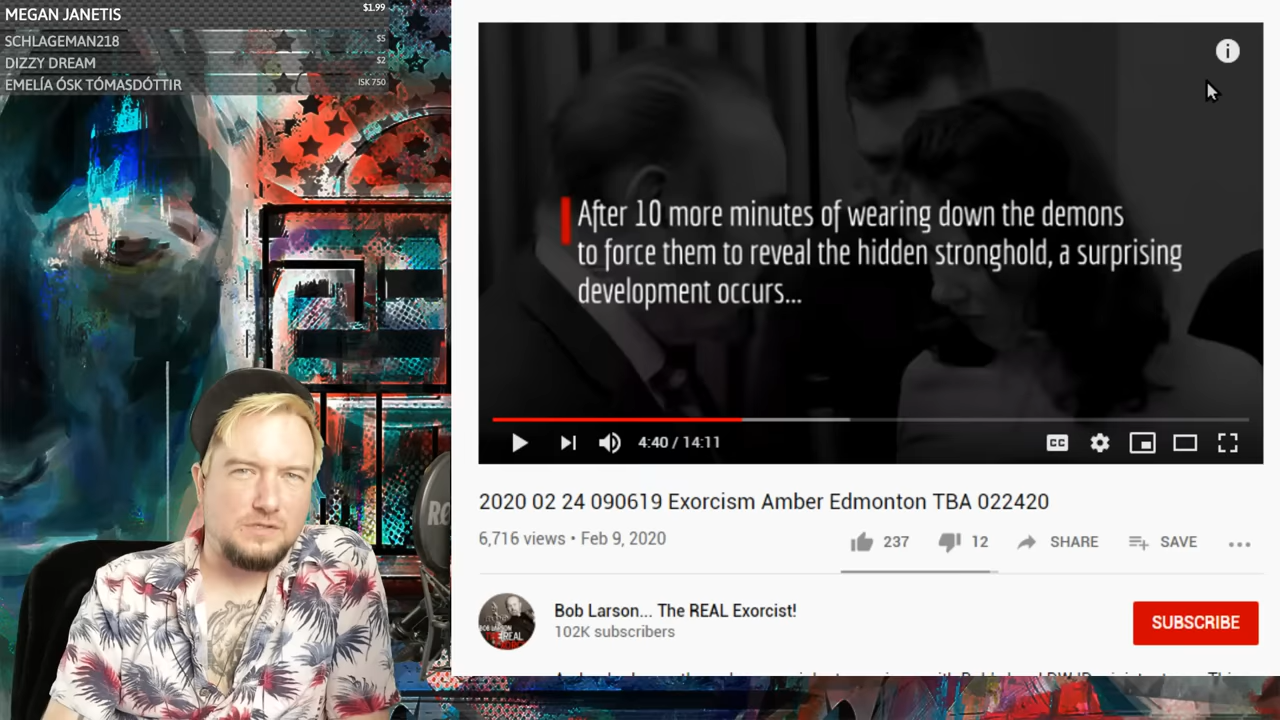 MEGAN JANETIS $1.99
SCHLAGEMAN218 $5
DIZZY DREAM $2
EMELÍA ÓSK TÓMASDÓTTIR ISK 750
After 10 more minutes of wearing down the demons
to force them to reveal the hidden stronghold, a surprising
development occurs...
4:40 / 14:11
CC
2020 02 24 090619 Exorcism Amber Edmonton TBA 022420
6,716 views • Feb 9, 2020
237
12
SHARE
SAVE
Bob Larson... The REAL Exorcist!
102K subscribers
SUBSCRIBE